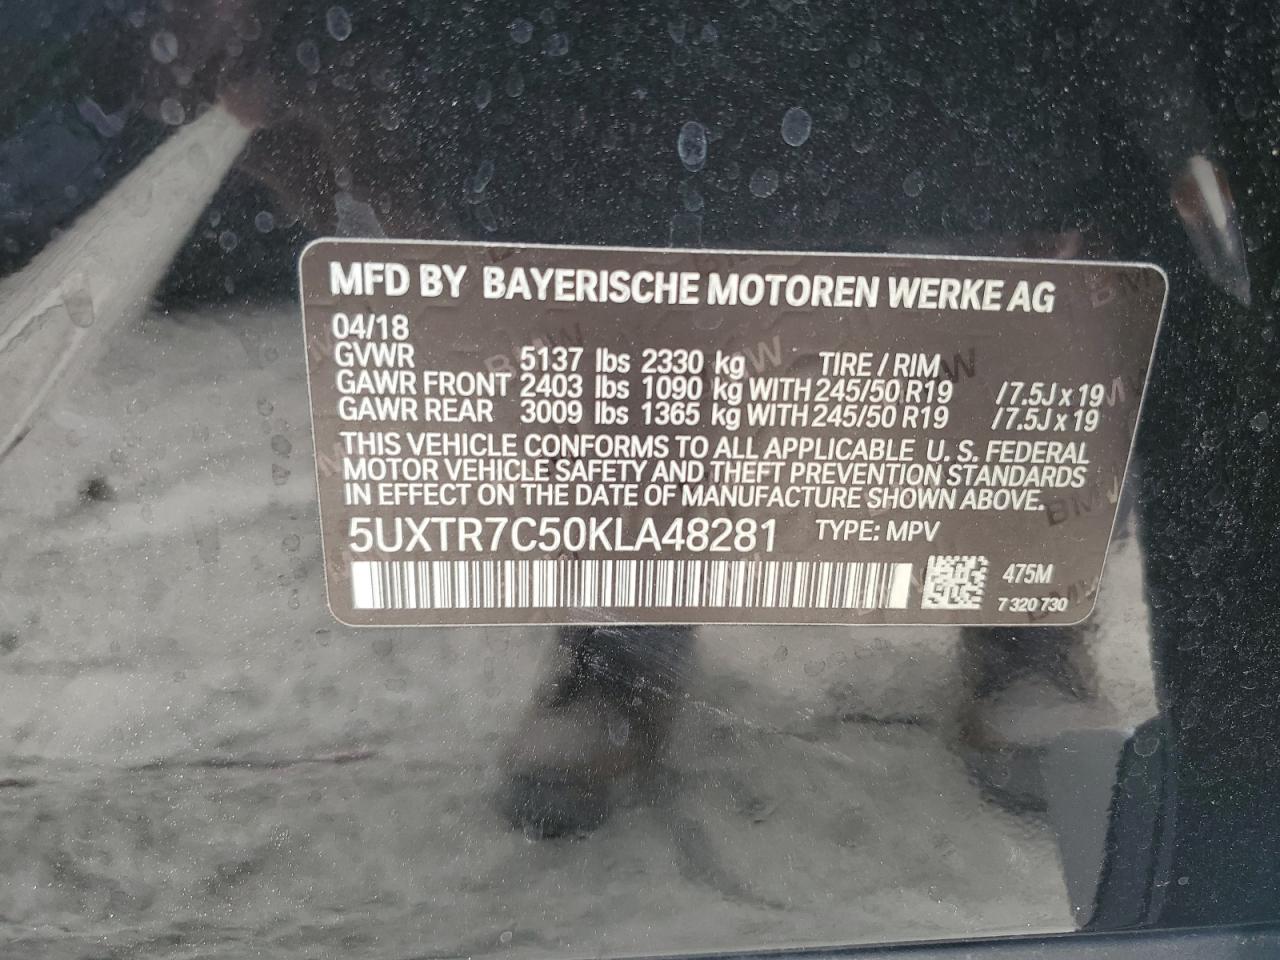 MFD BY BAYERISCHE MOTOREN WERKE AG
04/18
GVWR 5137 lbs 2330 kg TIRE / RIM
GAWR FRONT 2403 lbs 1090 kg WITH 245/50 R19 /7.5J x 19
GAWR REAR 3009 lbs 1365 kg WITH 245/50 R19 /7.5J x 19
THIS VEHICLE CONFORMS TO ALL APPLICABLE U. S. FEDERAL
MOTOR VEHICLE SAFETY AND THEFT PREVENTION STANDARDS
IN EFFECT ON THE DATE OF MANUFACTURE SHOWN ABOVE.
5UXTR7C50KLA48281 TYPE: MPV
475M
7 320 730